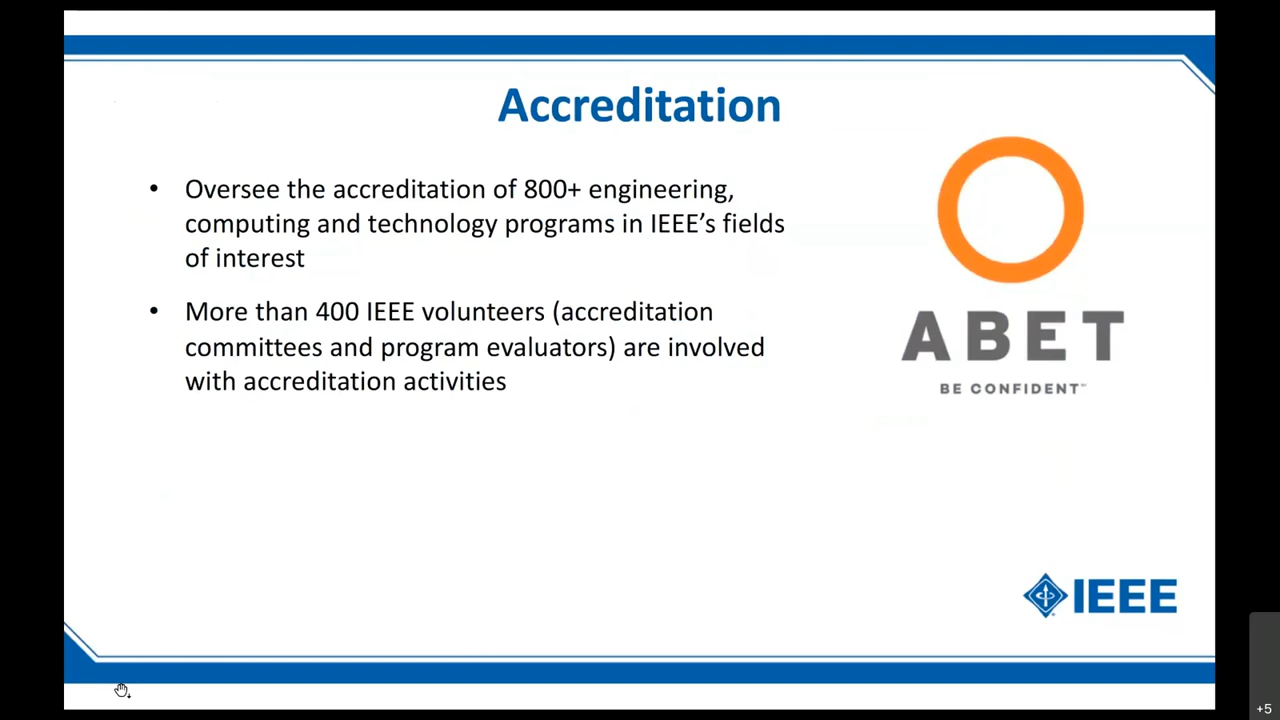 Accreditation
• Oversee the accreditation of 800+ engineering,
computing and technology programs in IEEE’s fields
of interest
• More than 400 IEEE volunteers (accreditation
committees and program evaluators) are involved
with accreditation activities
ABET
BE CONFIDENT™
IEEE
+5